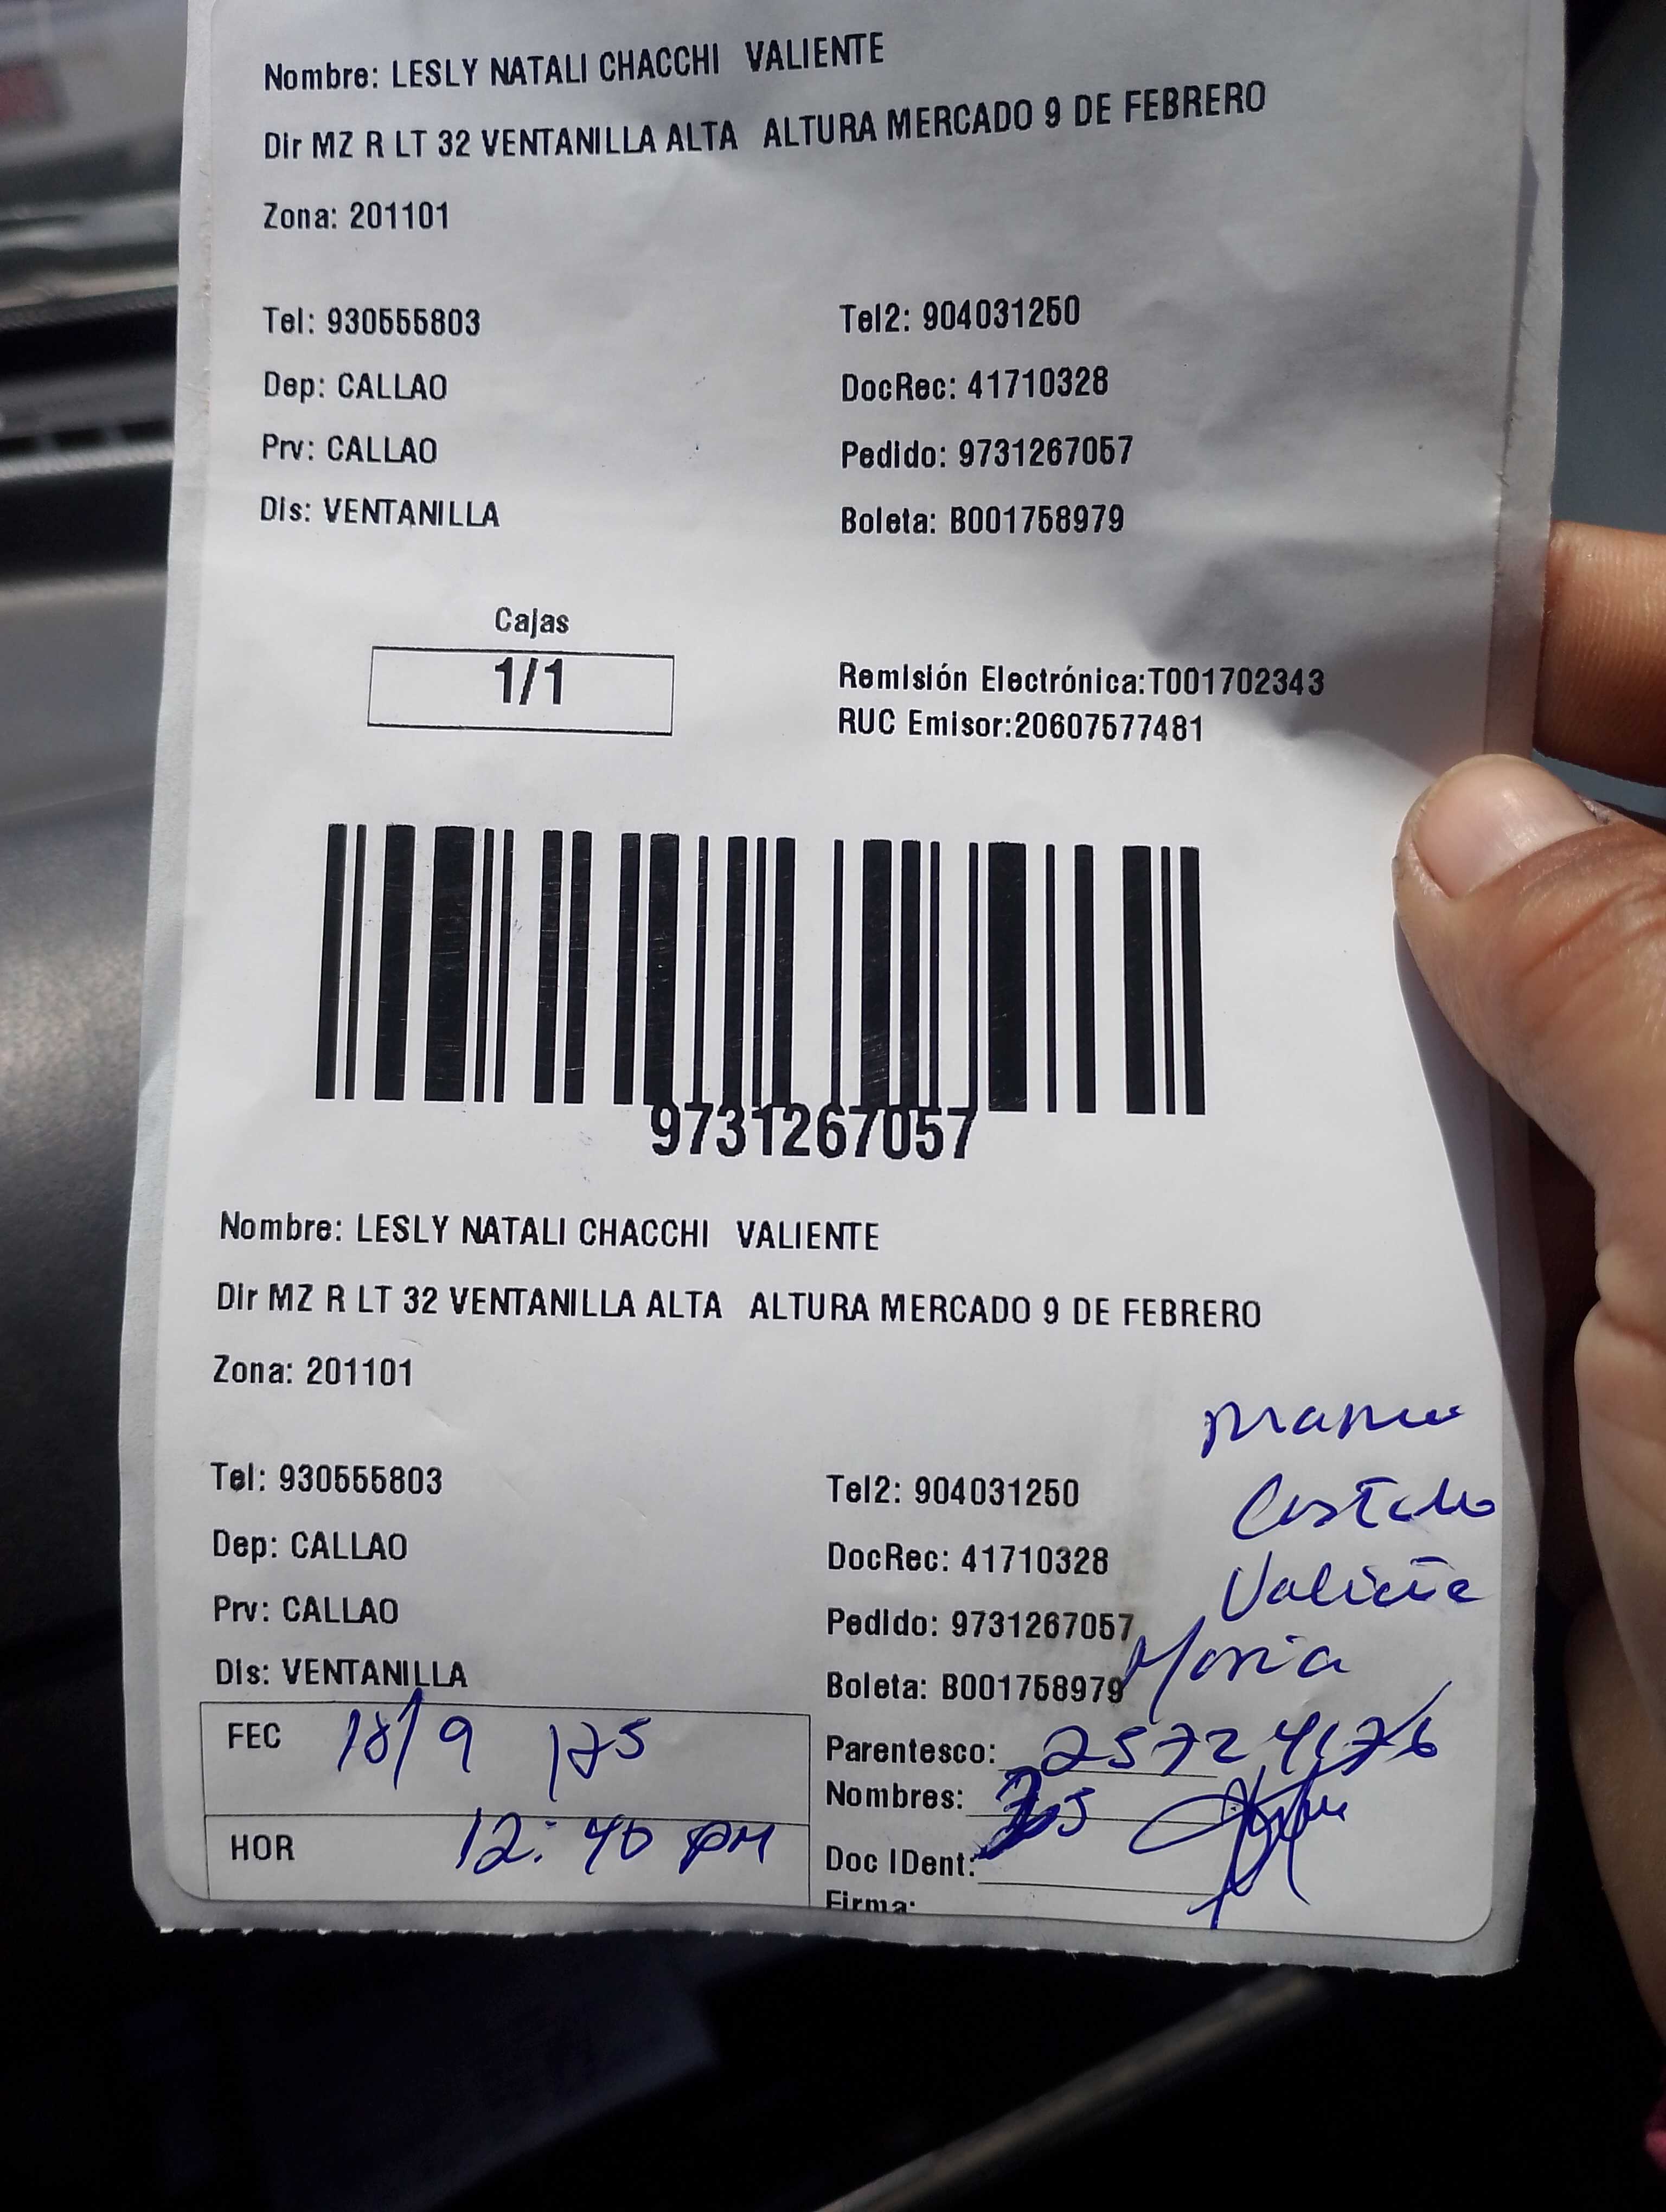 Nombre: LESLY NATALI CHACCHI VALIENTE
Dir MZ R LT 32 VENTANILLA ALTA ALTURA MERCADO 9 DE FEBRERO
Zona: 201101
Tel: 930555803 Tel2: 904031250
Dep: CALLAO DocRec: 41710328
Prv: CALLAO Pedido: 9731267057
Dis: VENTANILLA Boleta: B001758979
Cajas
1/1
Remisión Electrónica:T001702343
RUC Emisor:20607577481
9731267057
Nombre: LESLY NATALI CHACCHI VALIENTE
Dir MZ R LT 32 VENTANILLA ALTA ALTURA MERCADO 9 DE FEBRERO
Zona: 201101
Tel: 930555803 Tel2: 904031250
Dep: CALLAO DocRec: 41710328
Prv: CALLAO Pedido: 9731267057
Dis: VENTANILLA Boleta: B001758979
Maria
FEC 18/9
HOR 12:40 PM
Parentesco:
Nombres:
Doc IDent:
Firma: